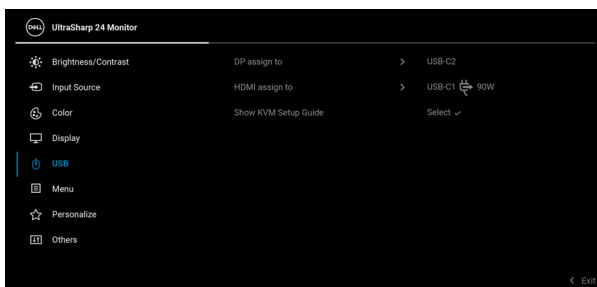 DELL UltraSharp 24 Monitor
Brightness/Contrast DP assign to > USB-C2
Input Source HDMI assign to > USB-C1 90W
Color Show KVM Setup Guide Select ✓
Display
USB
Menu
Personalize
Others
< Exit